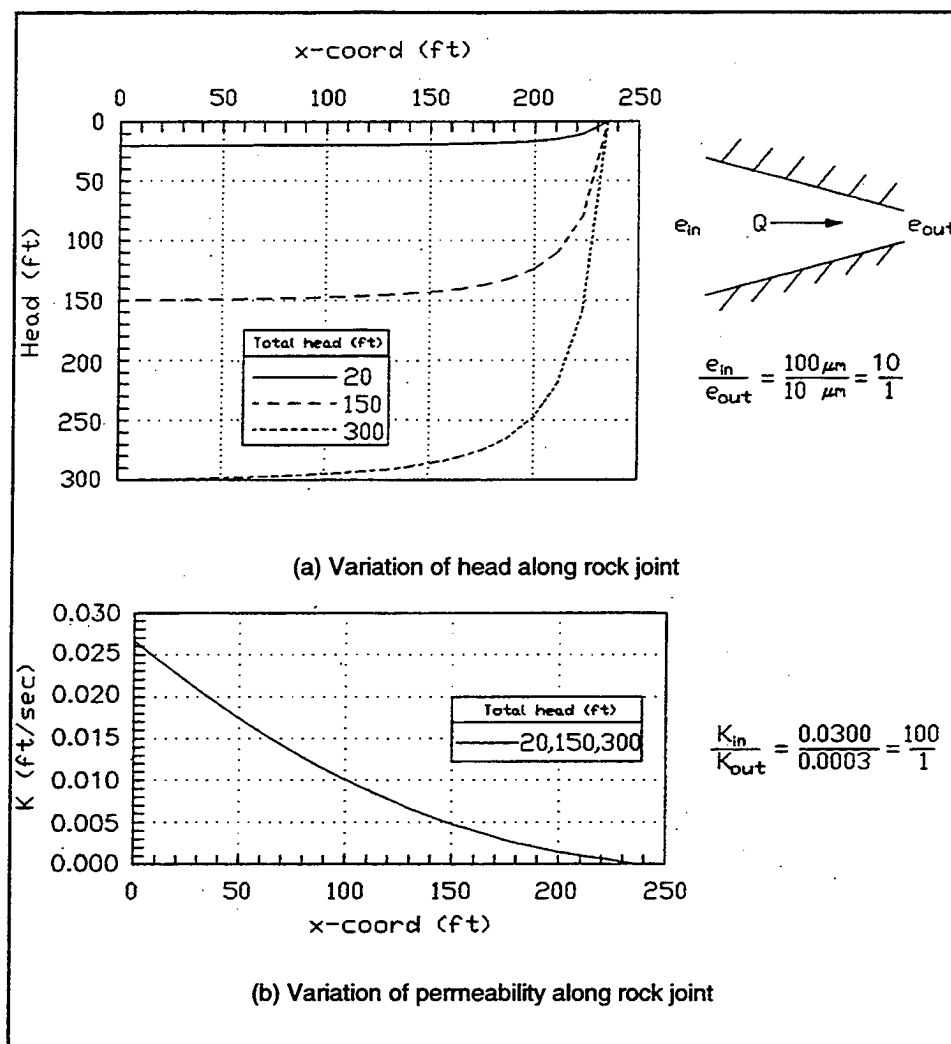 x-coord (ft)
0 50 100 150 200 250
0
50
100
150
200
250
300
Head (ft)
Total head (ft)
20
150
300
e_in Q e_out
e_in / e_out = 100 μm / 10 μm = 10 / 1
(a) Variation of head along rock joint
0.030
0.025
0.020
0.015
0.010
0.005
0.000
K (ft/sec)
Total head (ft)
20,150,300
0 50 100 150 200 250
x-coord (ft)
K_in / K_out = 0.0300 / 0.0003 = 100 / 1
(b) Variation of permeability along rock joint